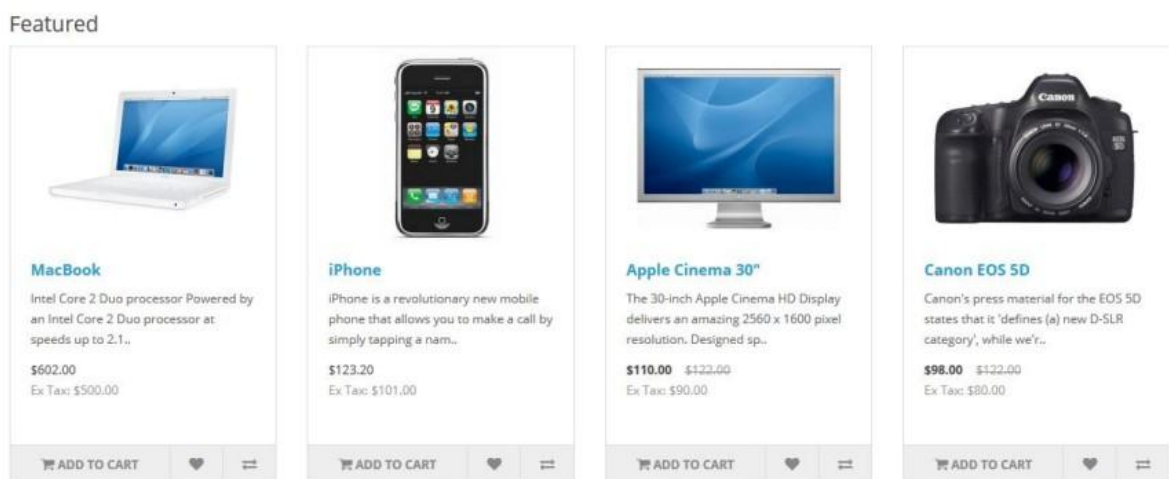 Featured
MacBook
Intel Core 2 Duo processor Powered by
an Intel Core 2 Duo processor at
speeds up to 2.1..
$602.00
Ex Tax: $500.00
ADD TO CART
iPhone
iPhone is a revolutionary new mobile
phone that allows you to make a call by
simply tapping a nam..
$123.20
Ex Tax: $101.00
ADD TO CART
Apple Cinema 30"
The 30-inch Apple Cinema HD Display
delivers an amazing 2560 x 1600 pixel
resolution. Designed sp..
$110.00 $122.00
Ex Tax: $90.00
ADD TO CART
Canon
EOS
5D
Canon EOS 5D
Canon's press material for the EOS 5D
states that it 'defines (a) new D-SLR
category', while we'r..
$98.00 $122.00
Ex Tax: $80.00
ADD TO CART